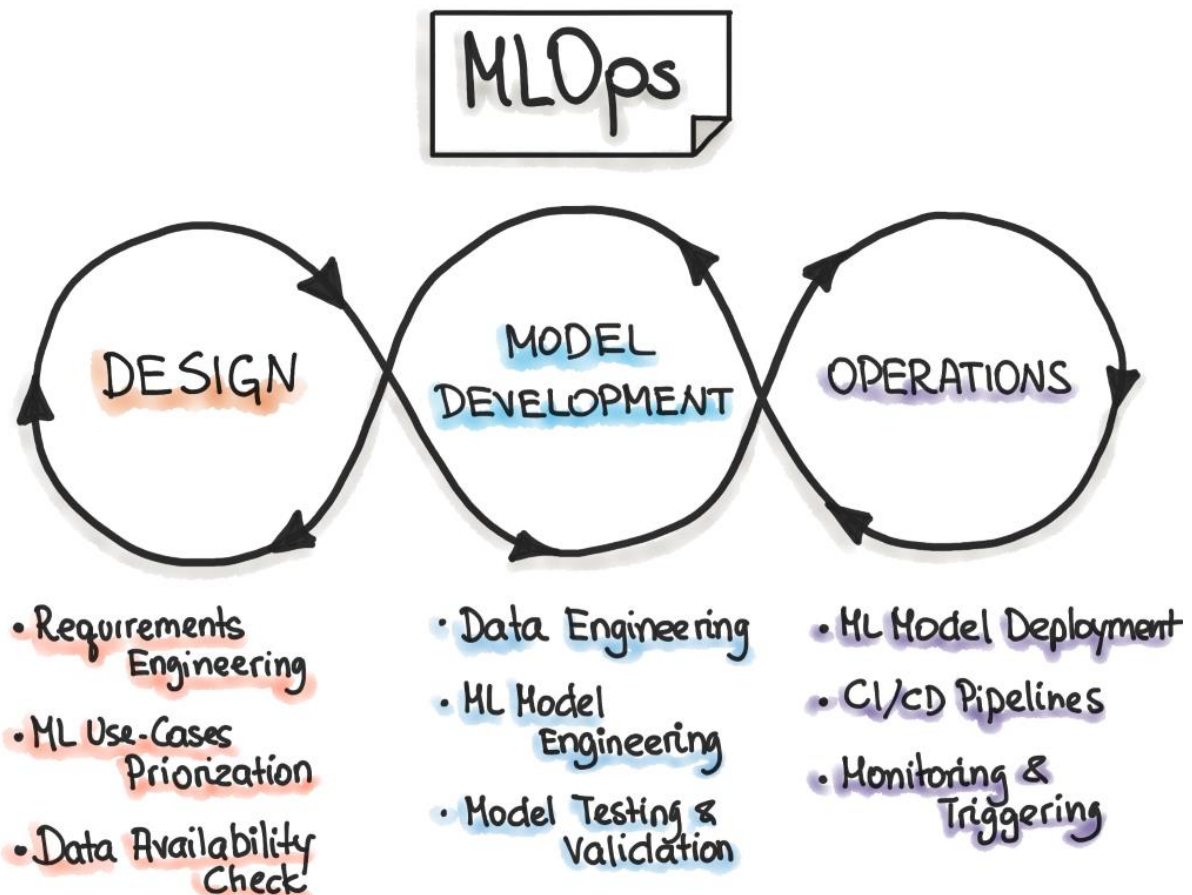 MLOps
DESIGN
MODEL
DEVELOPMENT
OPERATIONS
• Requirements
Engineering
• ML Use-Cases
Priorization
• Data Availability
Check
• Data Engineering
• ML Model
Engineering
• Model Testing &
Validation
• ML Model Deployment
• CI/CD Pipelines
• Monitoring &
Triggering